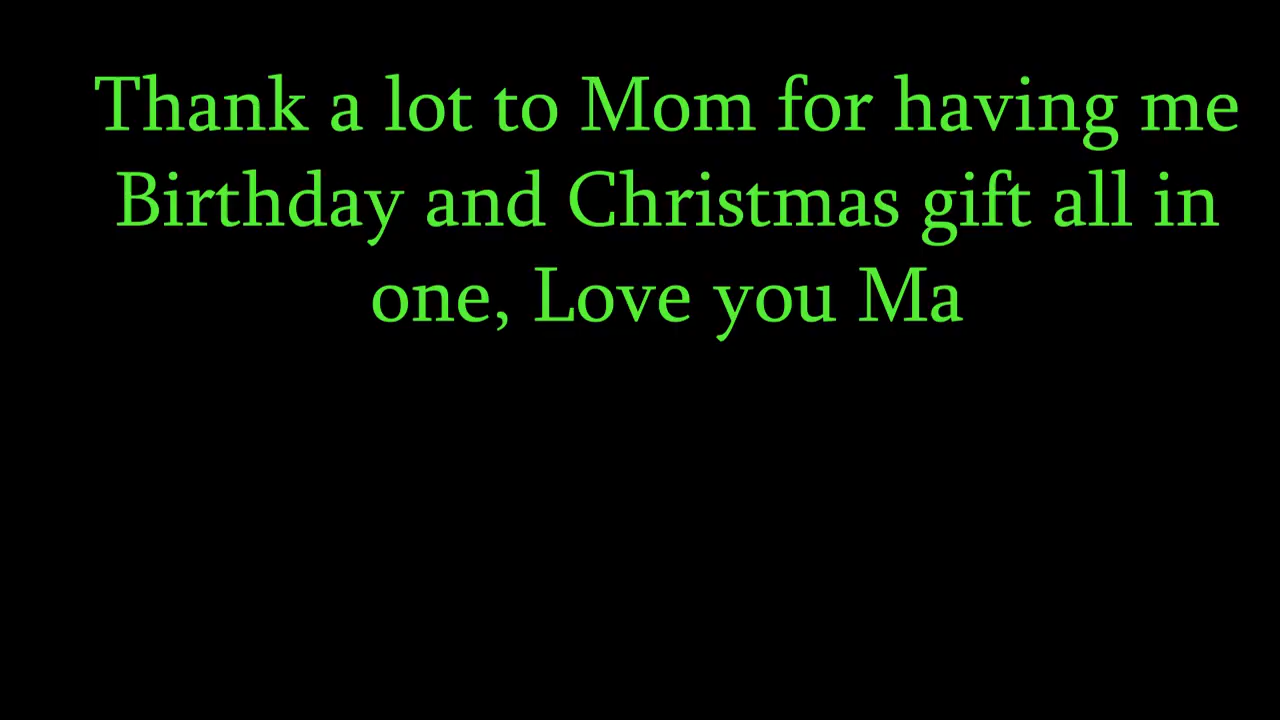 Thank a lot to Mom for having me
Birthday and Christmas gift all in
one, Love you Ma